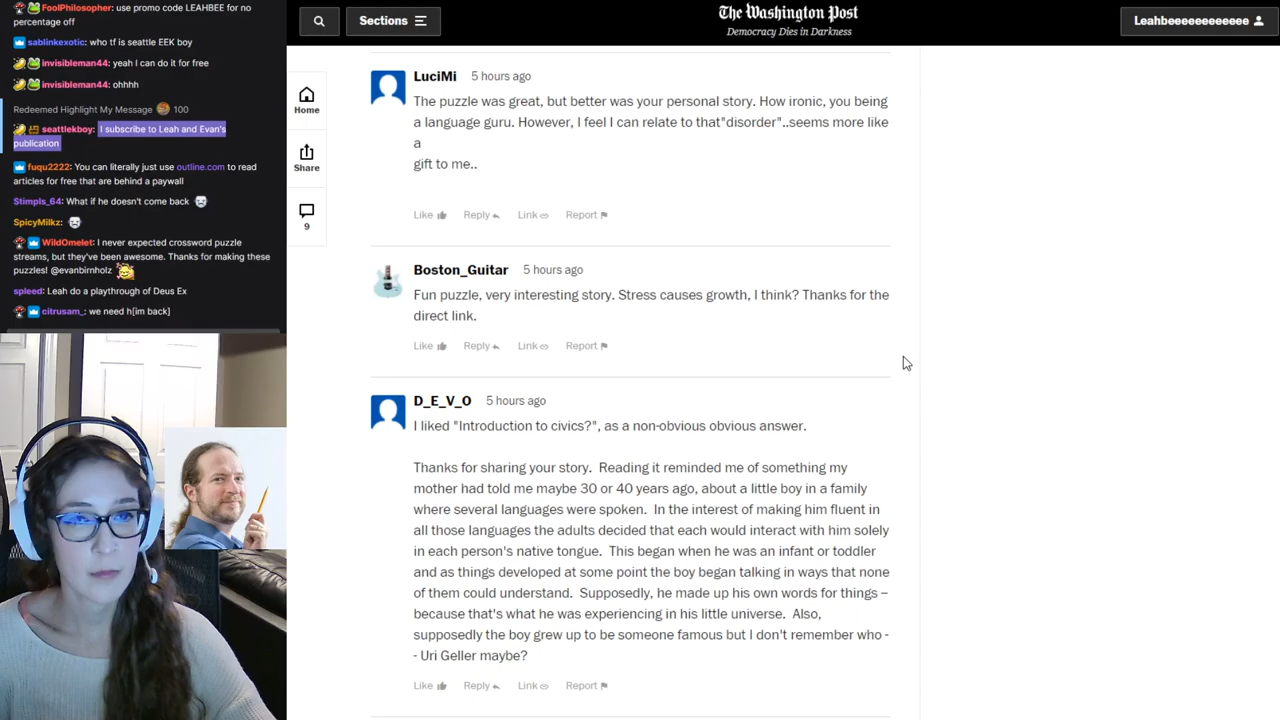 FoolPhilosopher: use promo code LEAHBEE for no
percentage off
sablinkexotic: who tf is seattle EEK boy
invisibleman44: yeah I can do it for free
invisibleman44: ohhhh
Redeemed Highlight My Message 100
seattlekboy: I subscribe to Leah and Evan's
publication
fuqu2222: You can literally just use outline.com to read
articles for free that are behind a paywall
Stimpls_64: What if he doesn't come back
SpicyMilkz:
WildOmelet: I never expected crossword puzzle
streams, but they've been awesome. Thanks for making these
puzzles! @evanbirnholz
spleed: Leah do a playthrough of Deus Ex
citrusam_: we need h[im back]
Sections
The Washington Post
Democracy Dies in Darkness
Leahbeeeeeeeeeeee
Home
Share
9
LuciMi 5 hours ago
The puzzle was great, but better was your personal story. How ironic, you being
a language guru. However, I feel I can relate to that"disorder"..seems more like
a
gift to me..
Like Reply Link Report
Boston_Guitar 5 hours ago
Fun puzzle, very interesting story. Stress causes growth, I think? Thanks for the
direct link.
Like Reply Link Report
D_E_V_O 5 hours ago
I liked "Introduction to civics?", as a non-obvious obvious answer.
Thanks for sharing your story. Reading it reminded me of something my
mother had told me maybe 30 or 40 years ago, about a little boy in a family
where several languages were spoken. In the interest of making him fluent in
all those languages the adults decided that each would interact with him solely
in each person's native tongue. This began when he was an infant or toddler
and as things developed at some point the boy began talking in ways that none
of them could understand. Supposedly, he made up his own words for things –
because that's what he was experiencing in his little universe. Also,
supposedly the boy grew up to be someone famous but I don't remember who -
- Uri Geller maybe?
Like Reply Link Report